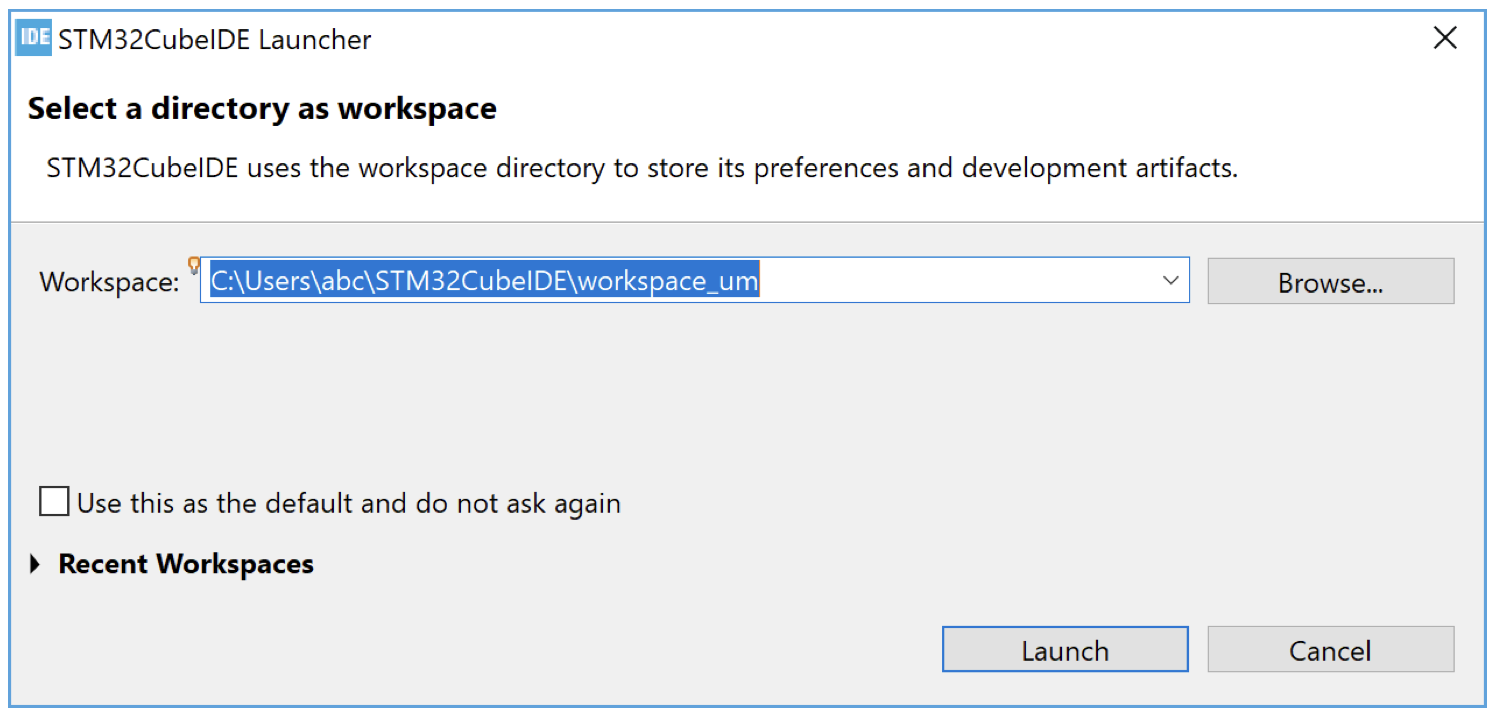 IDE STM32CubeIDE Launcher
Select a directory as workspace
STM32CubeIDE uses the workspace directory to store its preferences and development artifacts.
Workspace: C:\Users\abc\STM32CubeIDE\workspace_um Browse...
Use this as the default and do not ask again
Recent Workspaces
Launch Cancel